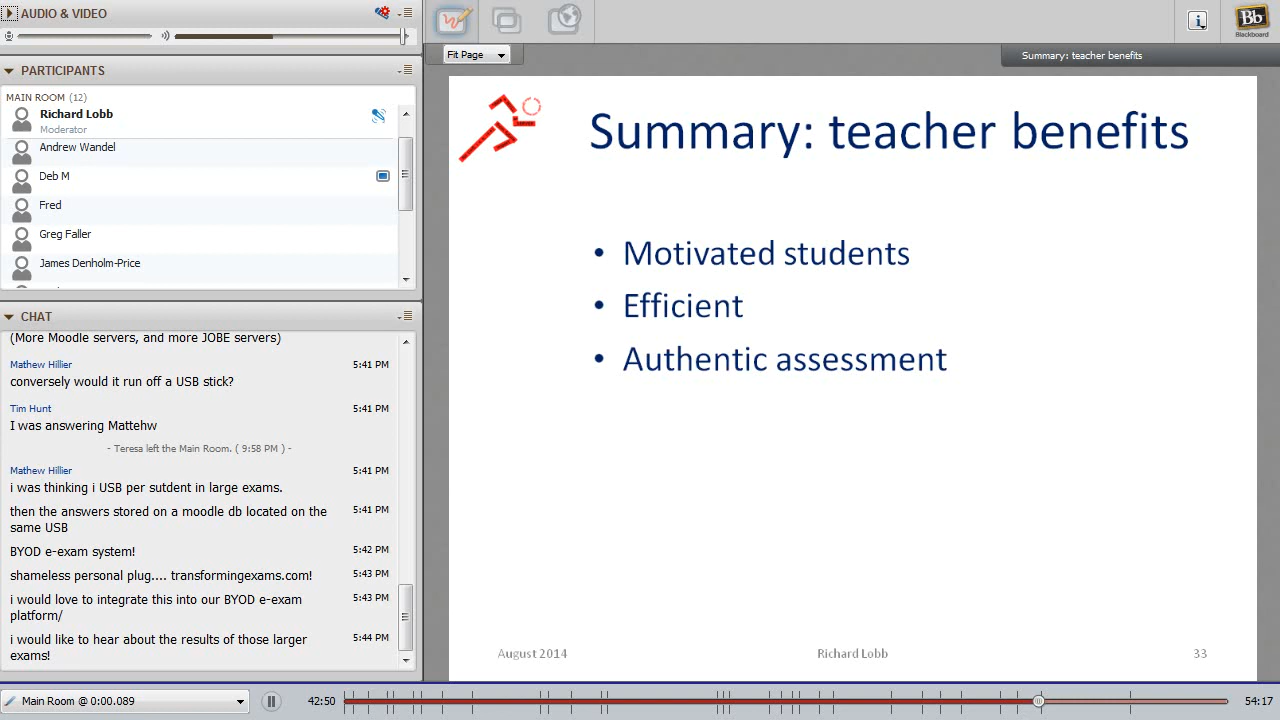 AUDIO & VIDEO
PARTICIPANTS
MAIN ROOM (12)
Richard Lobb
Moderator
Andrew Wandel
Deb M
Fred
Greg Faller
James Denholm-Price
CHAT
(More Moodle servers, and more JOBE servers)
Mathew Hillier 5:41 PM
conversely would it run off a USB stick?
Tim Hunt 5:41 PM
I was answering Mattehw
- Teresa left the Main Room. ( 9:58 PM ) -
Mathew Hillier 5:41 PM
i was thinking i USB per sutdent in large exams.
then the answers stored on a moodle db located on the 5:41 PM
same USB
BYOD e-exam system! 5:42 PM
shameless personal plug.... transformingexams.com! 5:43 PM
i would love to integrate this into our BYOD e-exam 5:43 PM
platform/
i would like to hear about the results of those larger 5:44 PM
exams!
Main Room @ 0:00.089
42:50
54:17
Fit Page
Summary: teacher benefits
i
Bb
Blackboard
Summary: teacher benefits
• Motivated students
• Efficient
• Authentic assessment
August 2014 Richard Lobb 33